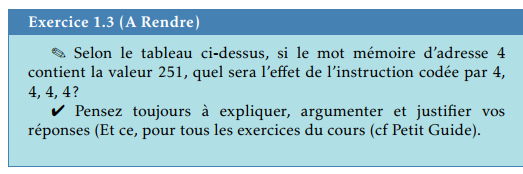 Exercice 1.3 (A Rendre)
✎ Selon le tableau ci-dessus, si le mot mémoire d'adresse 4
contient la valeur 251, quel sera l'effet de l'instruction codée par 4,
4, 4, 4?
✔ Pensez toujours à expliquer, argumenter et justifier vos
réponses (Et ce, pour tous les exercices du cours (cf Petit Guide).